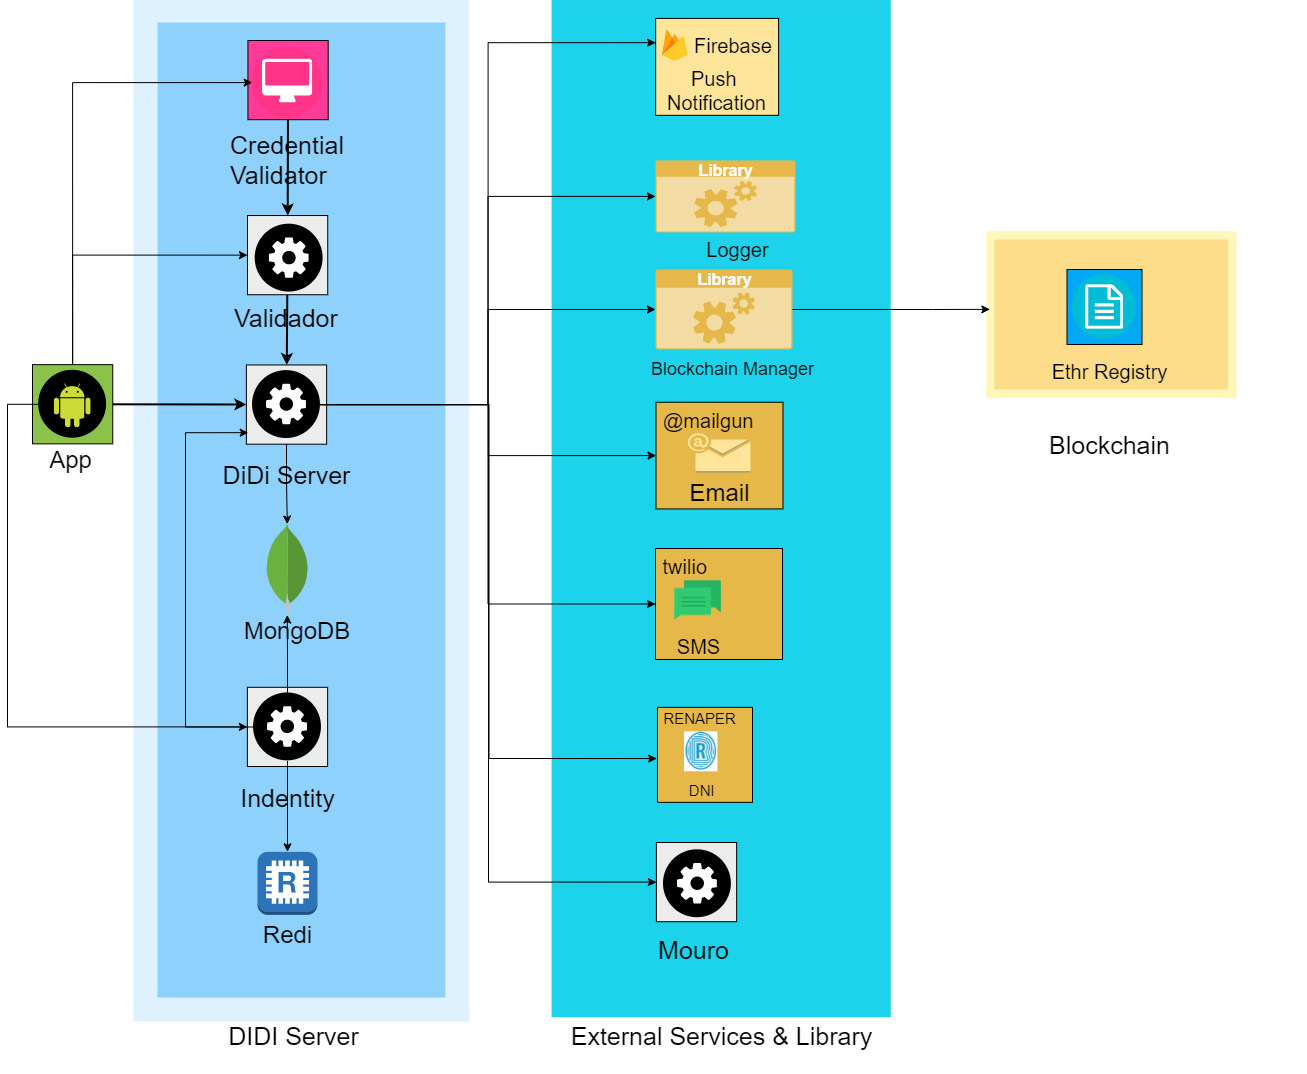 Credential
Validator
Validador
App
DiDi Server
MongoDB
Indentity
R
Redi
DIDI Server
Firebase
Push
Notification
Library
Logger
Library
Blockchain Manager
@mailgun
@
Email
twilio
SMS
RENAPER
R
DNI
Mouro
External Services & Library
Ethr Registry
Blockchain